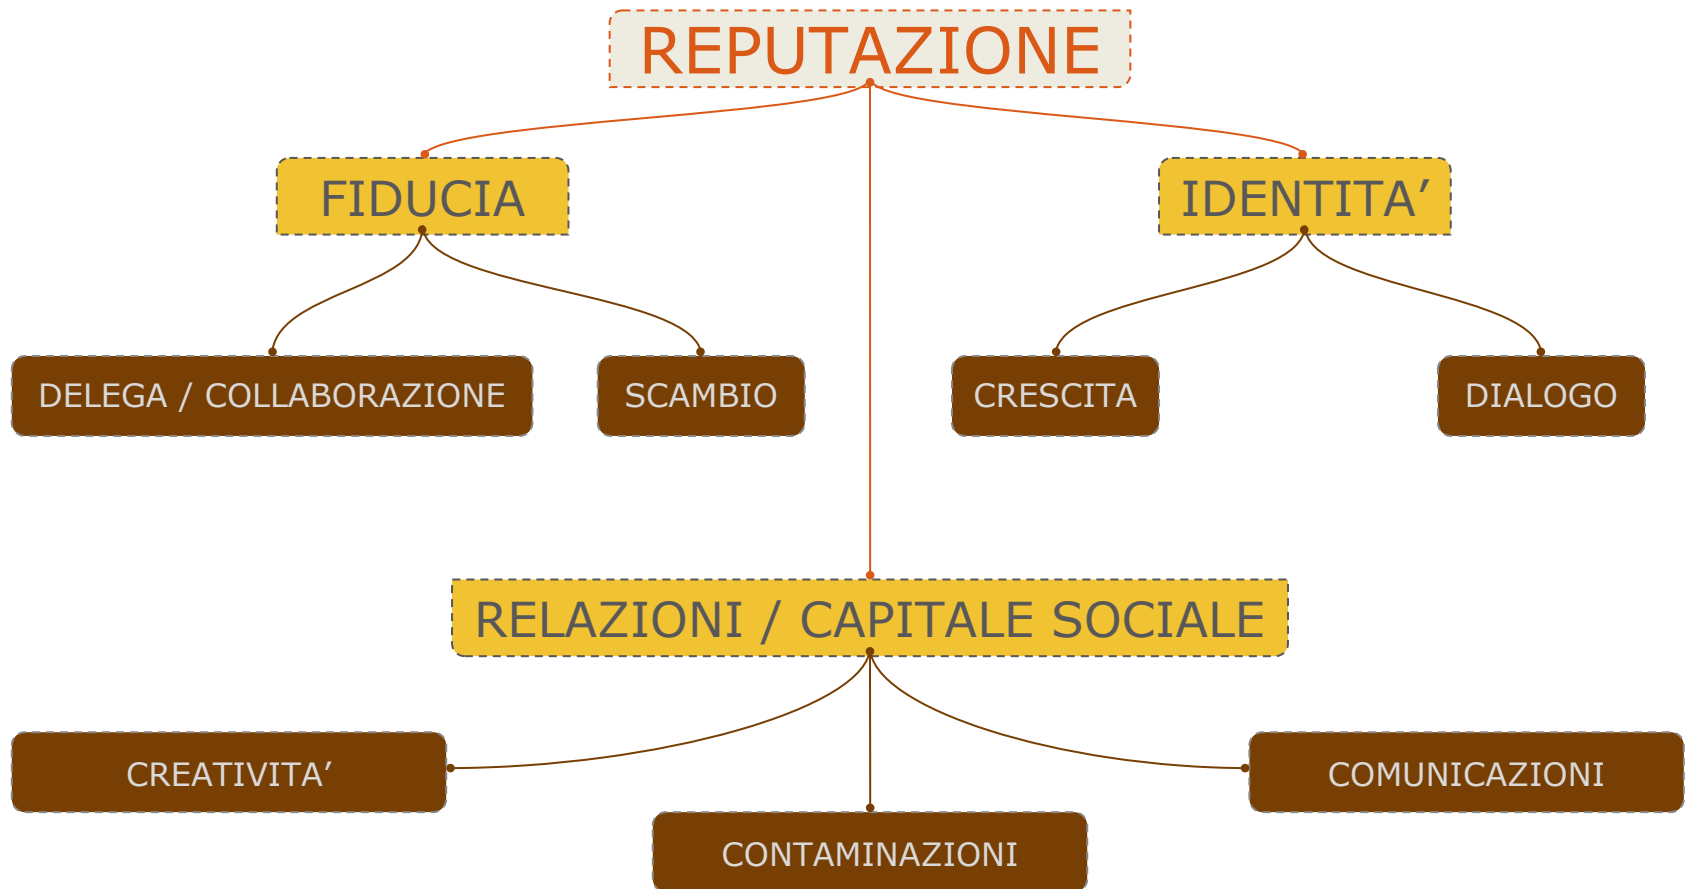 REPUTAZIONE
FIDUCIA
IDENTITA’
DELEGA / COLLABORAZIONE
SCAMBIO
CRESCITA
DIALOGO
RELAZIONI / CAPITALE SOCIALE
CREATIVITA’
COMUNICAZIONI
CONTAMINAZIONI